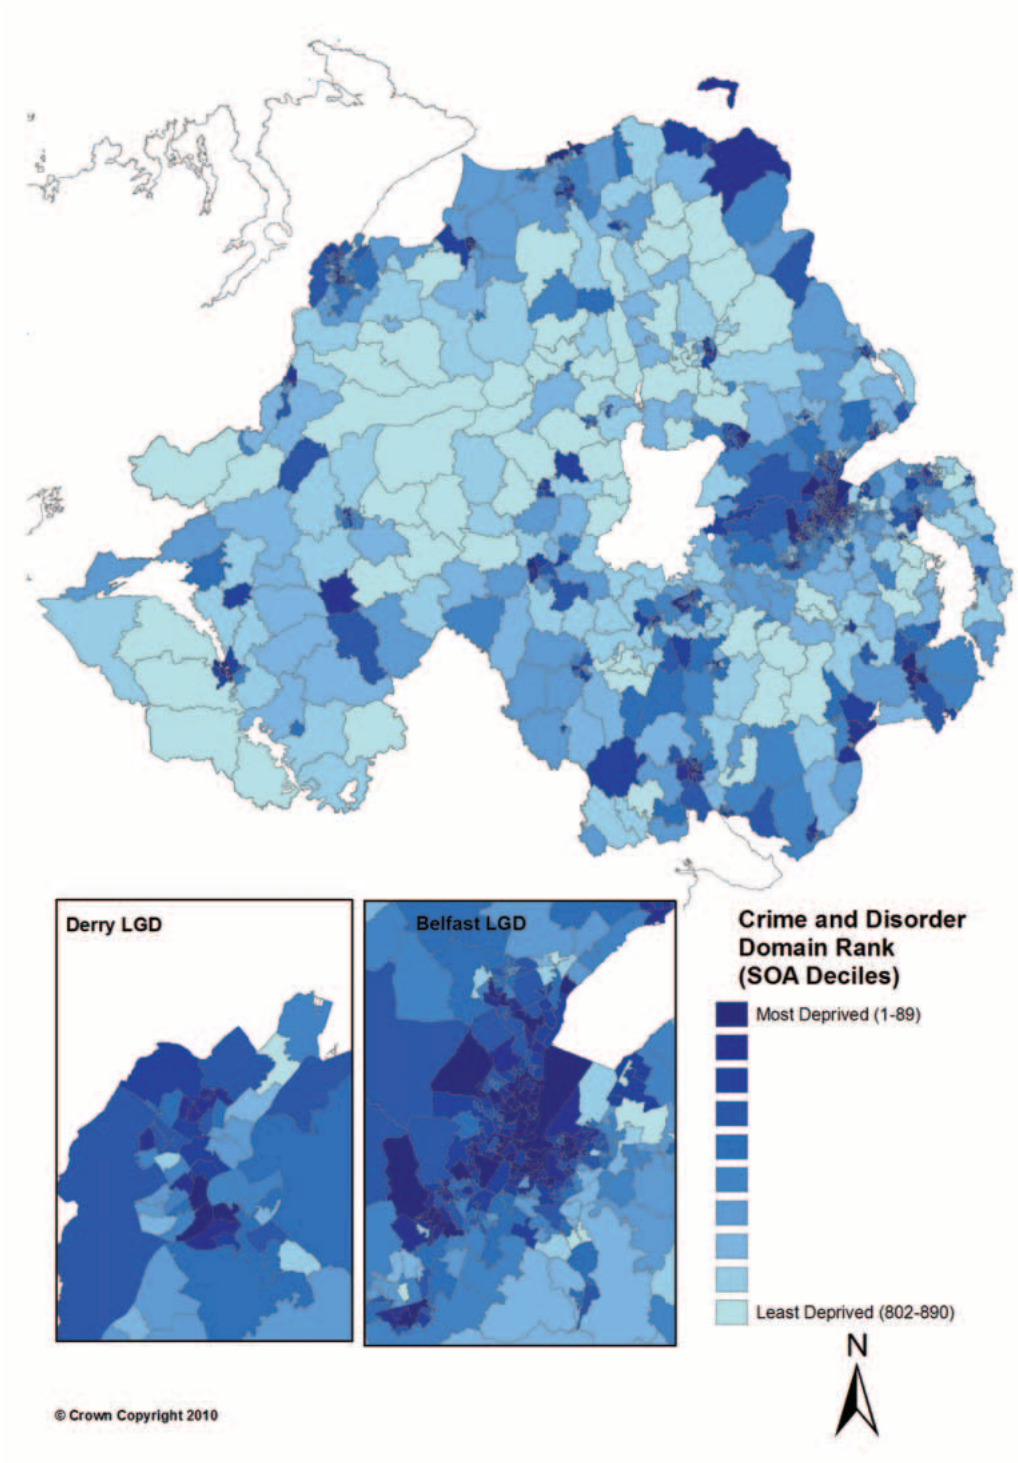 Derry LGD
Belfast LGD
Crime and Disorder
Domain Rank
(SOA Deciles)
Most Deprived (1-89)
Least Deprived (802-890)
N
© Crown Copyright 2010